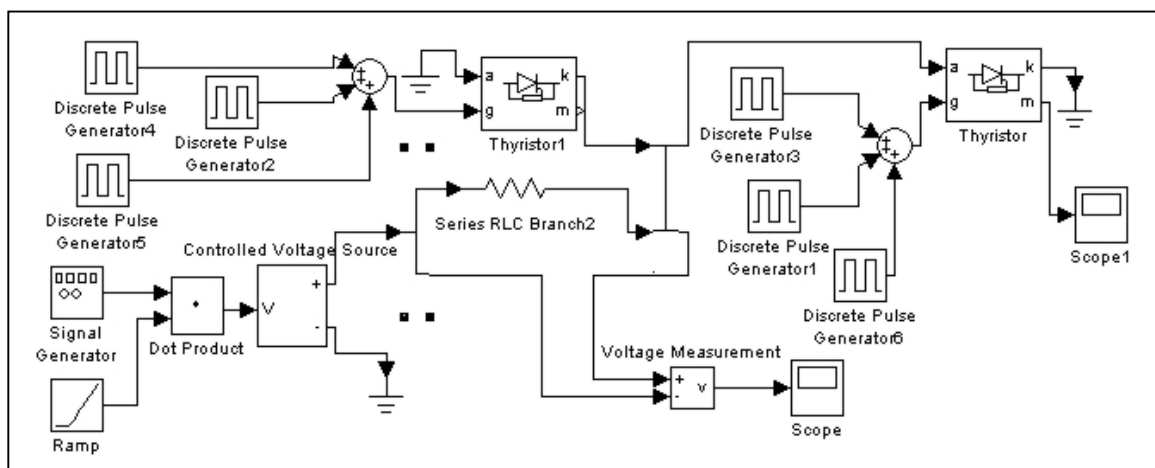 Discrete Pulse
Generator4
Discrete Pulse
Generator2
Discrete Pulse
Generator5
a
k
g
m
Thyristor1
Discrete Pulse
Generator3
Discrete Pulse
Generator1
Discrete Pulse
Generator6
a
k
g
m
Thyristor
Scope1
Series RLC Branch2
Controlled Voltage Source
V
+
-
Signal
Generator
Dot Product
Ramp
Voltage Measurement
+
-
v
Scope